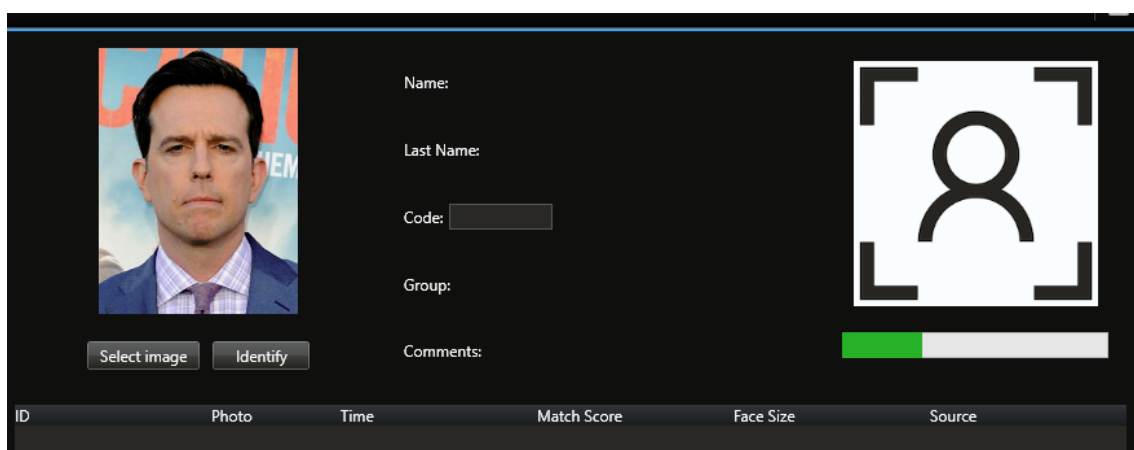 Name:
Last Name:
Code:
Group:
Comments:
Select image
Identify
ID Photo Time Match Score Face Size Source